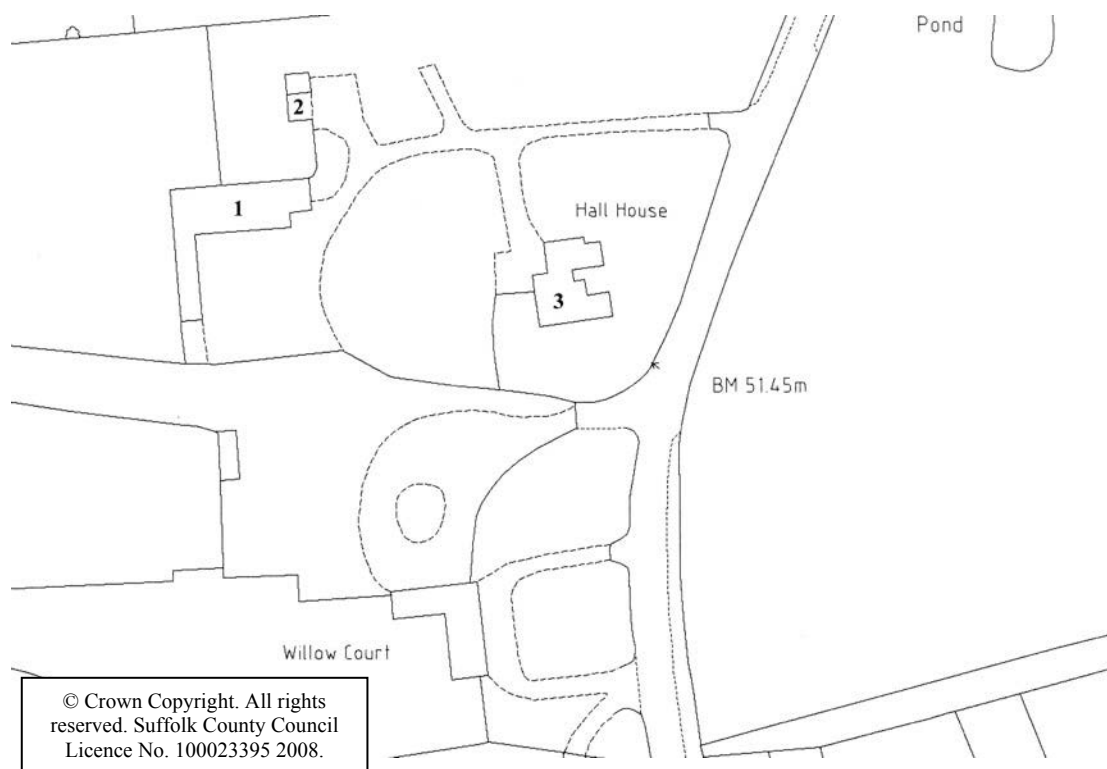 Pond
2
1
Hall House
3
BM 51.45m
Willow Court
© Crown Copyright. All rights
reserved. Suffolk County Council
Licence No. 100023395 2008.